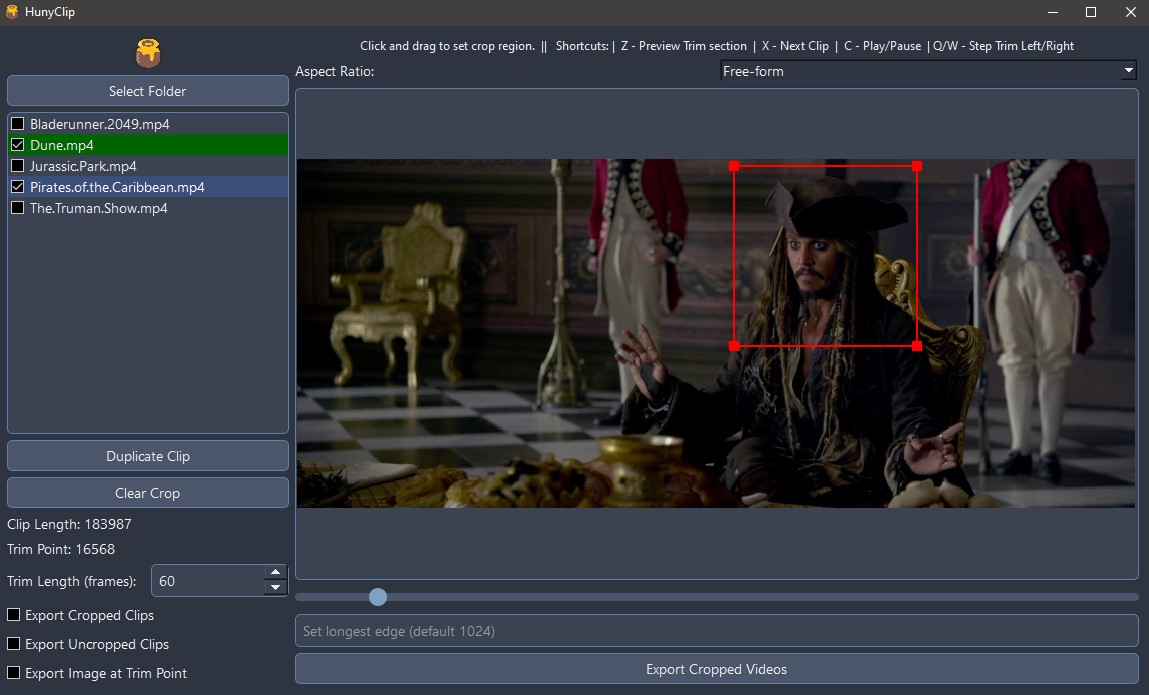 HunyClip
Click and drag to set crop region. || Shortcuts: | Z - Preview Trim section | X - Next Clip | C - Play/Pause | Q/W - Step Trim Left/Right
Aspect Ratio:
Free-form
Select Folder
Bladerunner.2049.mp4
Dune.mp4
Jurassic.Park.mp4
Pirates.of.the.Caribbean.mp4
The.Truman.Show.mp4
Duplicate Clip
Clear Crop
Clip Length: 183987
Trim Point: 16568
Trim Length (frames):
60
Export Cropped Clips
Export Uncropped Clips
Export Image at Trim Point
Set longest edge (default 1024)
Export Cropped Videos